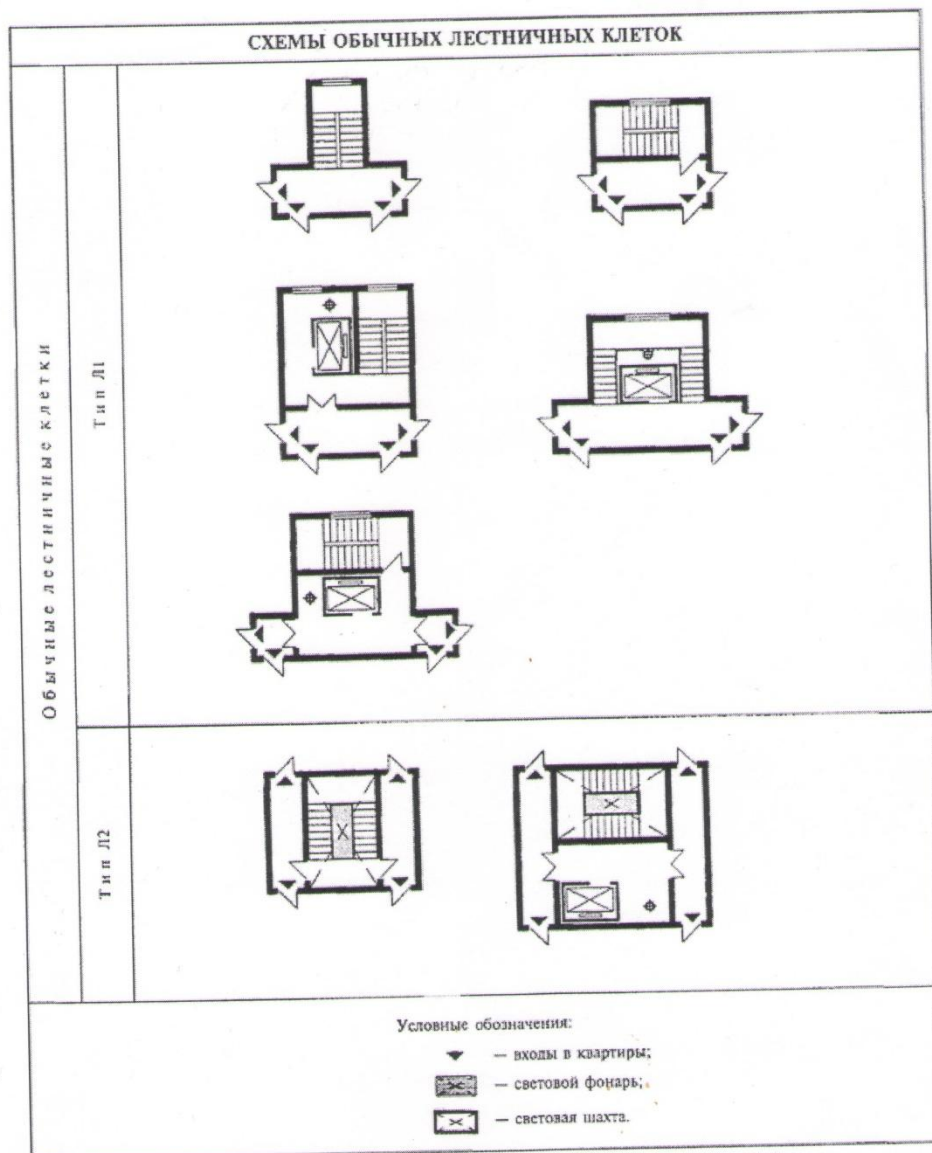 СХЕМЫ ОБЫЧНЫХ ЛЕСТНИЧНЫХ КЛЕТОК
Обычные лестничные клетки
Тип Л1
Тип Л2
Условные обозначения:
— входы в квартиры;
— световой фонарь;
— световая шахта.